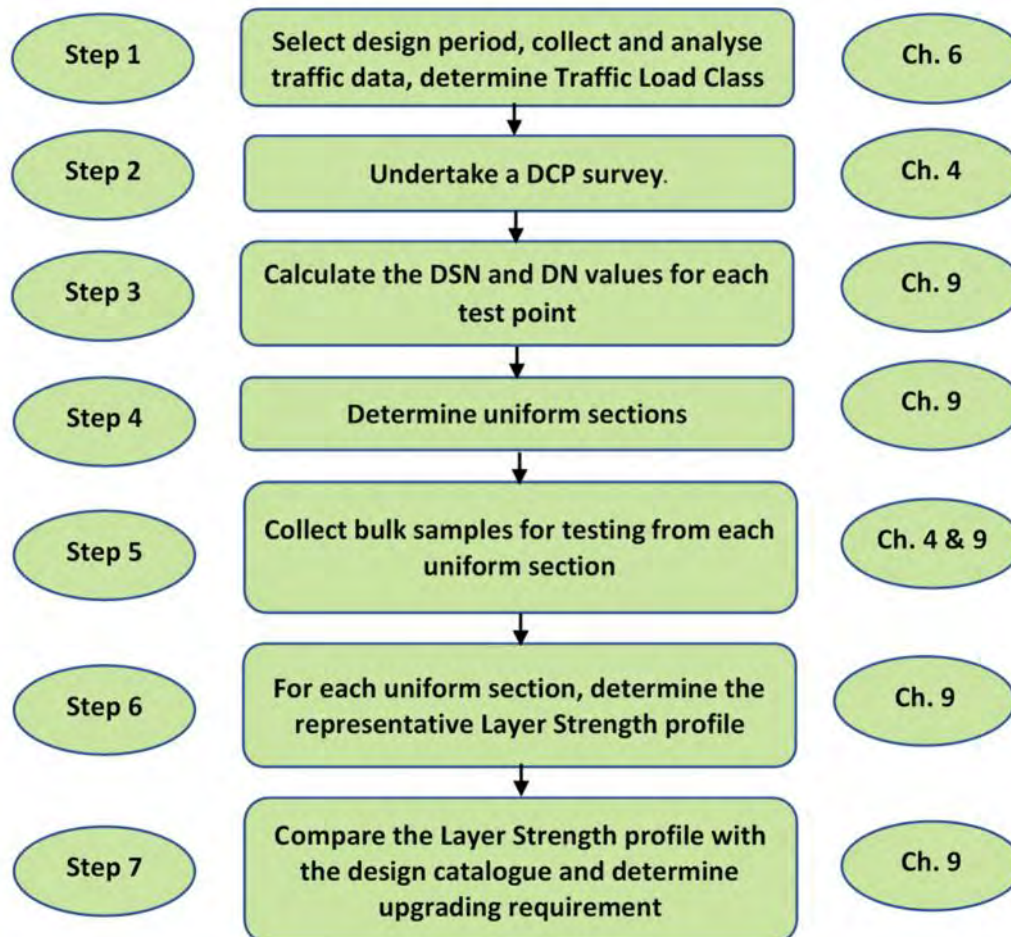 Step 1
Select design period, collect and analyse
traffic data, determine Traffic Load Class
Ch. 6
Step 2
Undertake a DCP survey.
Ch. 4
Step 3
Calculate the DSN and DN values for each
test point
Ch. 9
Step 4
Determine uniform sections
Ch. 9
Step 5
Collect bulk samples for testing from each
uniform section
Ch. 4 & 9
Step 6
For each uniform section, determine the
representative Layer Strength profile
Ch. 9
Step 7
Compare the Layer Strength profile with
the design catalogue and determine
upgrading requirement
Ch. 9